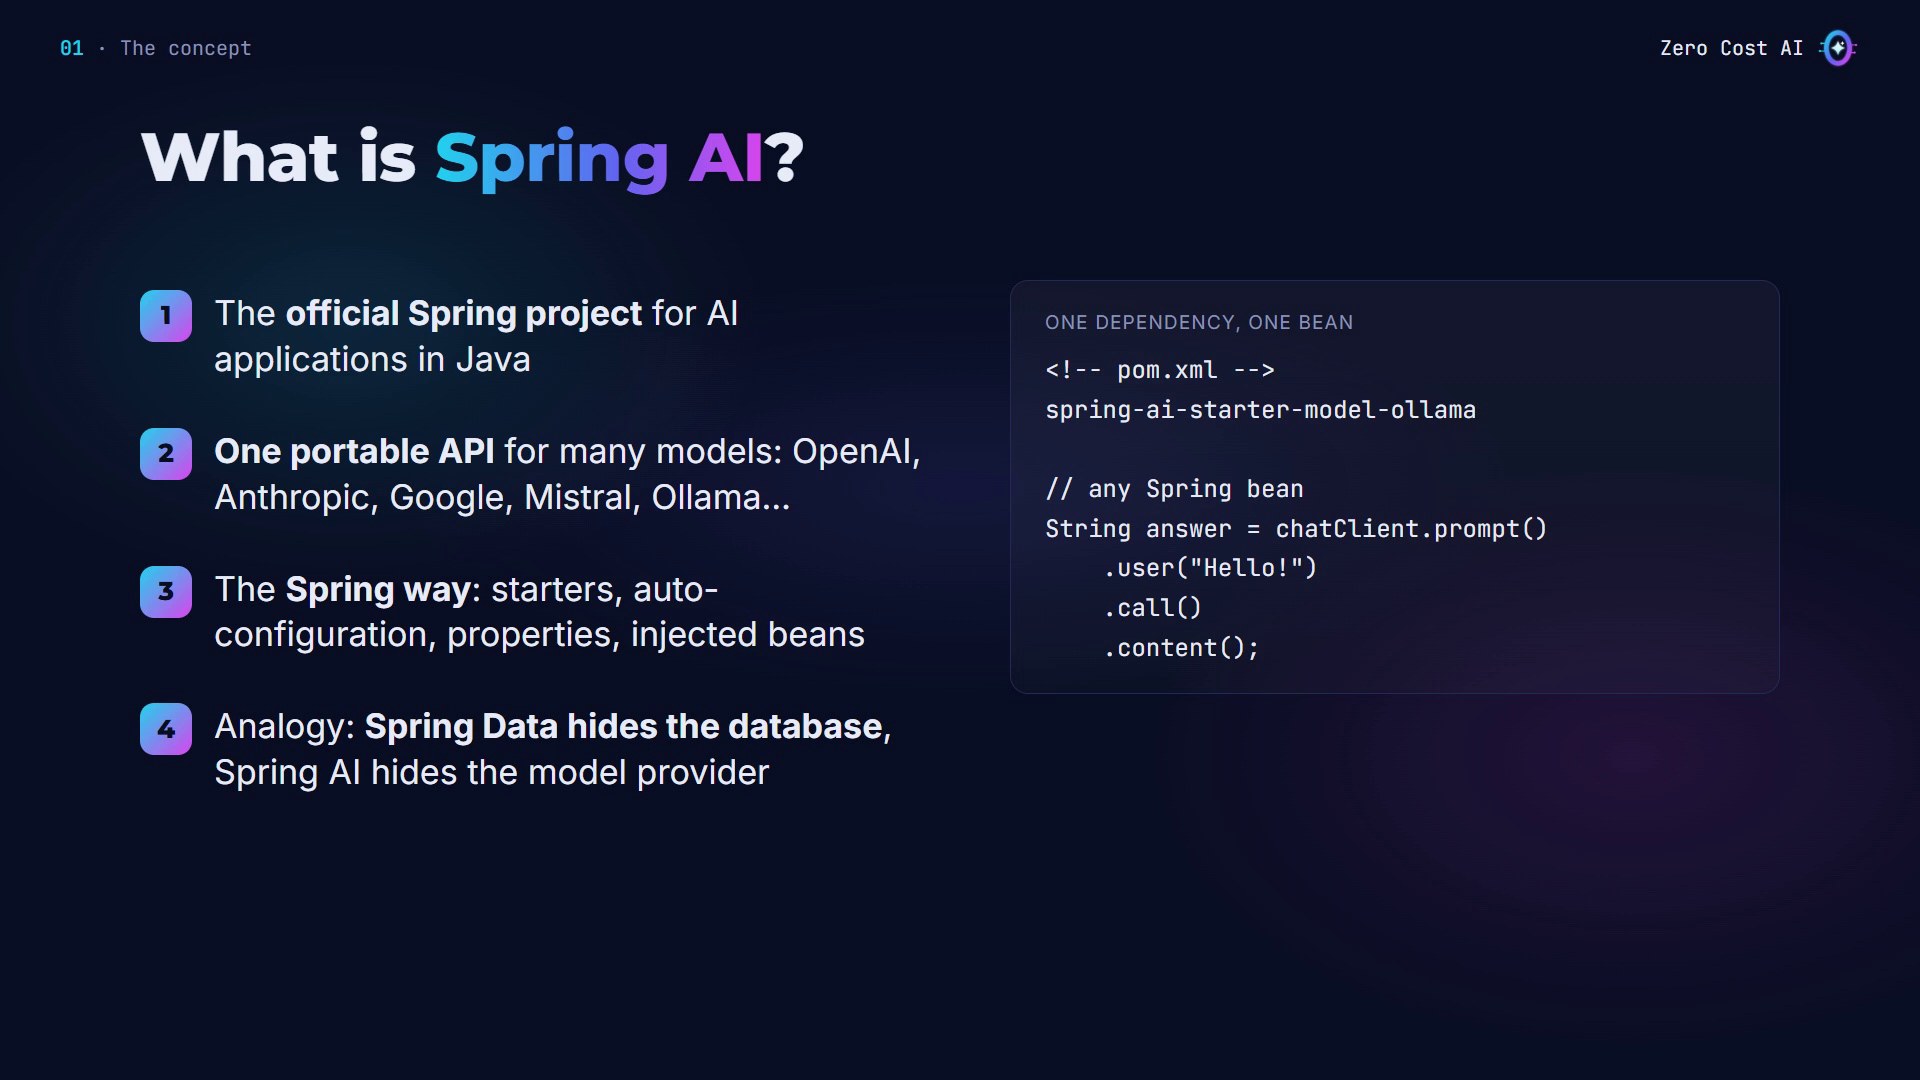 01 · The concept
Zero Cost AI
What is Spring AI?
1
The official Spring project for AI
applications in Java
2
One portable API for many models: OpenAI,
Anthropic, Google, Mistral, Ollama...
3
The Spring way: starters, auto-
configuration, properties, injected beans
4
Analogy: Spring Data hides the database,
Spring AI hides the model provider
ONE DEPENDENCY, ONE BEAN
<!-- pom.xml -->
spring-ai-starter-model-ollama
// any Spring bean
String answer = chatClient.prompt()
    .user("Hello!")
    .call()
    .content();